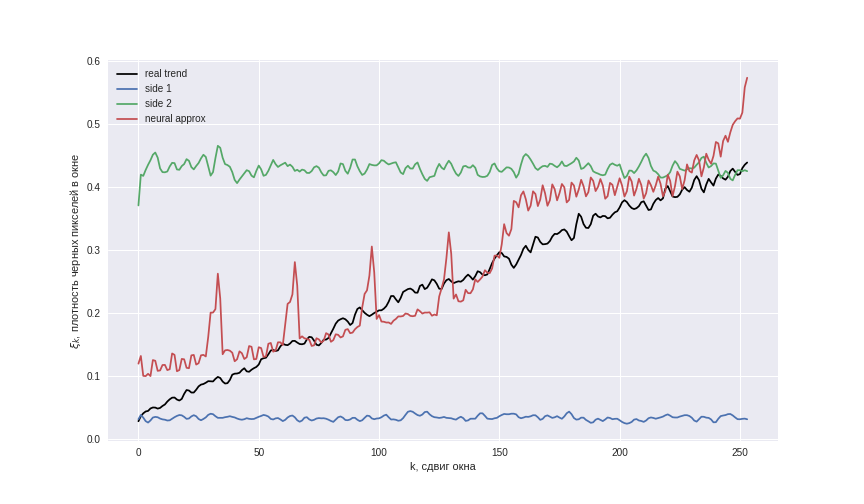 0.6
0.5
0.4
0.3
0.2
0.1
0.0
ξk, плотность черных пикселей в окне
real trend
side 1
side 2
neural approx
0 50 100 150 200 250
k, сдвиг окна